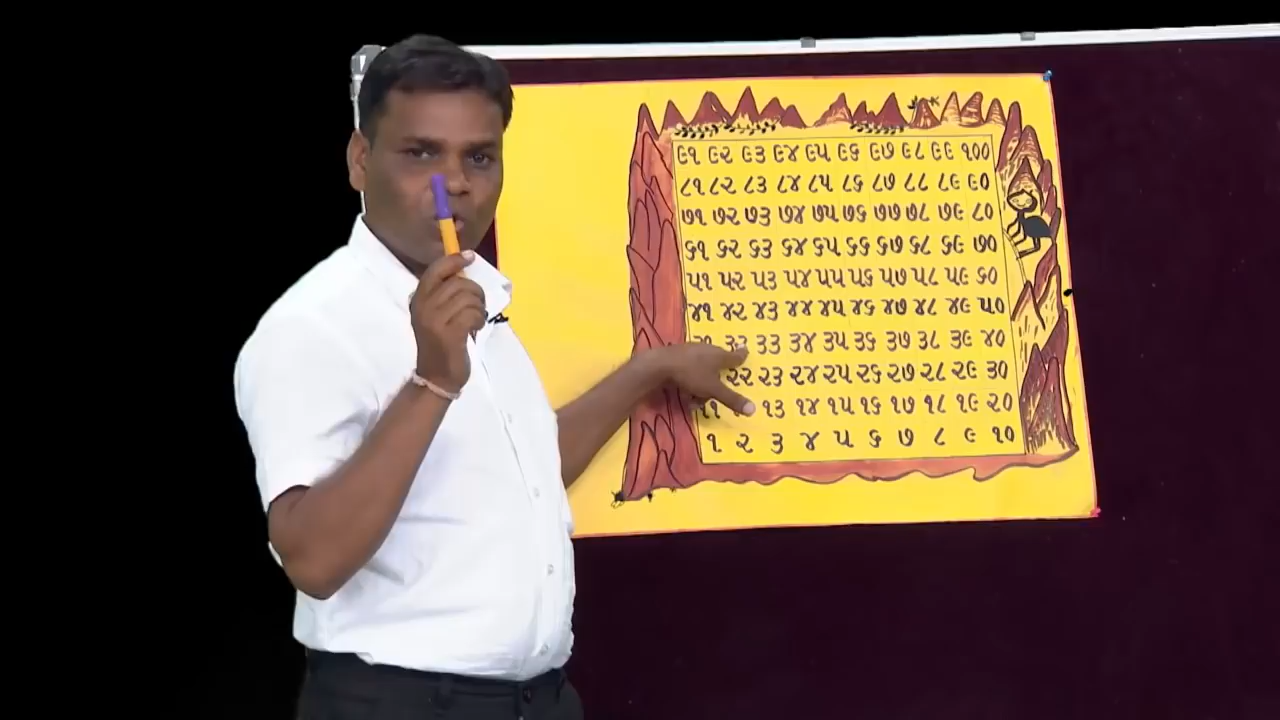 ૯૧ ૯૨ ૯૩ ૯૪ ૯૫ ૯૬ ૯૭ ૯૮ ૯૯ ૧૦૦
૮૧ ૮૨ ૮૩ ૮૪ ૮૫ ૮૬ ૮૭ ૮૮ ૮૯ ૯૦
૭૧ ૭૨ ૭૩ ૭૪ ૭૫ ૭૬ ૭૭ ૭૮ ૭૯ ૮૦
૬૧ ૬૨ ૬૩ ૬૪ ૬૫ ૬૬ ૬૭ ૬૮ ૬૯ ૭૦
૫૧ ૫૨ ૫૩ ૫૪ ૫૫ ૫૬ ૫૭ ૫૮ ૫૯ ૬૦
૪૧ ૪૨ ૪૩ ૪૪ ૪૫ ૪૬ ૪૭ ૪૮ ૪૯ ૫૦
૩૨ ૩૩ ૩૪ ૩૫ ૩૬ ૩૭ ૩૮ ૩૯ ૪૦
૨૨ ૨૩ ૨૪ ૨૫ ૨૬ ૨૭ ૨૮ ૨૯ ૩૦
૧૧ ૧૩ ૧૪ ૧૫ ૧૬ ૧૭ ૧૮ ૧૯ ૨૦
૧ ૨ ૩ ૪ ૫ ૬ ૭ ૮ ૯ ૧૦